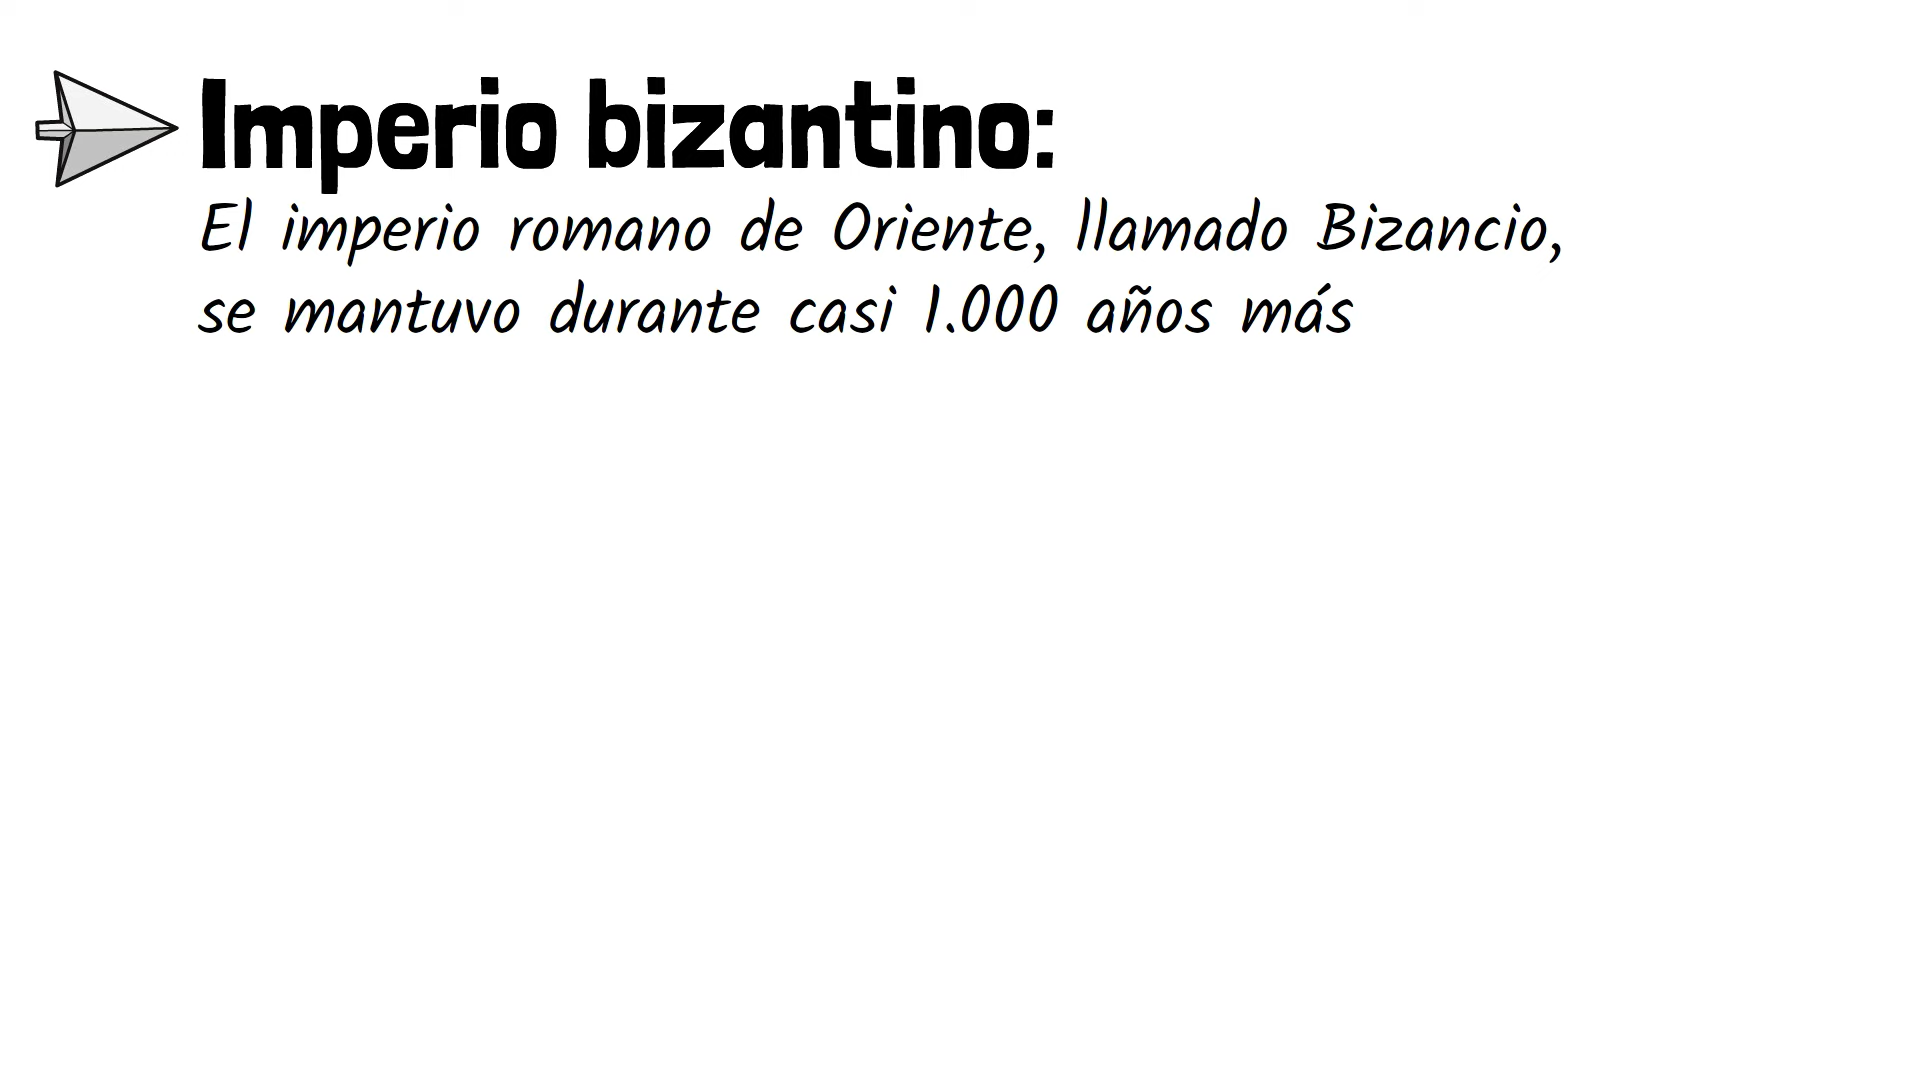 Imperio bizantino:
El imperio romano de Oriente, llamado Bizancio,
se mantuvo durante casi 1.000 años más